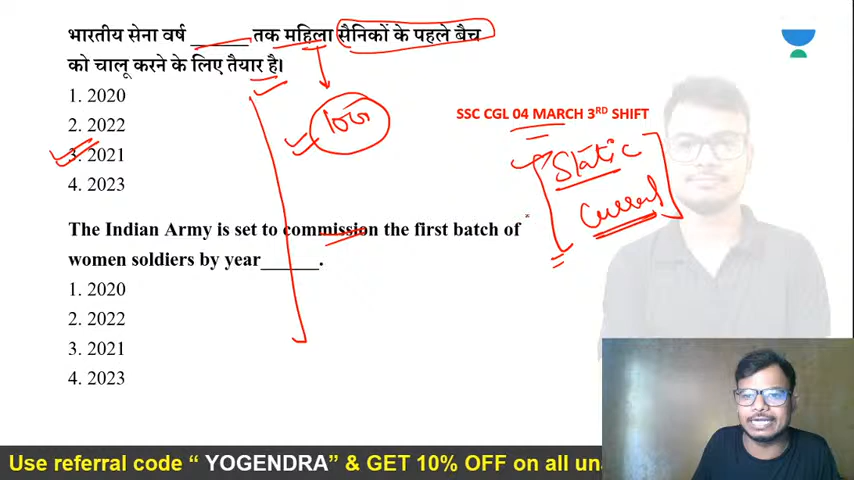 भारतीय सेना वर्ष ______ तक महिला सैनिकों के पहले बैच
को चालू करने के लिए तैयार है।
1. 2020
2. 2022
3. 2021
4. 2023
100
SSC CGL 04 MARCH 3RD SHIFT
Static
Current
The Indian Army is set to commission the first batch of
women soldiers by year______.
1. 2020
2. 2022
3. 2021
4. 2023
Use referral code “ YOGENDRA” & GET 10% OFF on all